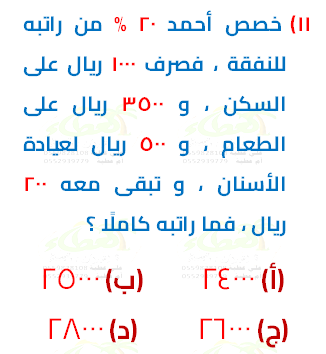 ١١) خصص أحمد ٢٠ % من راتبه
للنفقة ، فصرف ١٠٠٠ ريال على
السكن ، و ٣٥٠٠ ريال على
الطعام ، و ٥٠٠ ريال لعيادة
الأسنان ، و تبقى معه ٢٠٠
ريال ، فما راتبه كاملًا ؟
(أ) ٢٤٠٠٠ (ب) ٢٥٠٠٠
(ج) ٢٦٠٠٠ (د) ٢٨٠٠٠